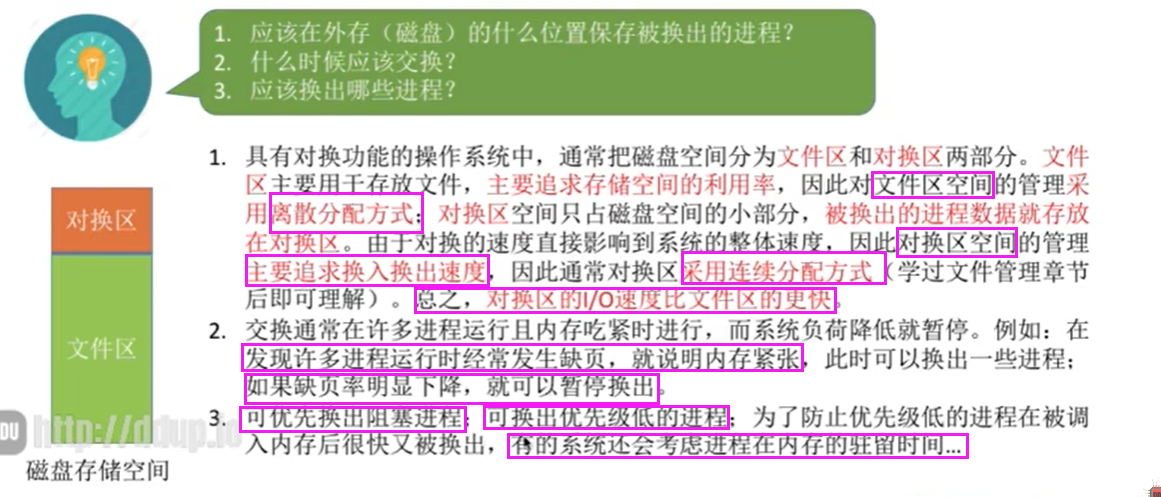 1. 应该在外存（磁盘）的什么位置保存被换出的进程？
2. 什么时候应该交换？
3. 应该换出哪些进程？
1. 具有对换功能的操作系统中，通常把磁盘空间分为文件区和对换区两部分。文件
区主要用于存放文件，主要追求存储空间的利用率，因此对文件区空间的管理采
用离散分配方式；对换区空间只占磁盘空间的小部分，被换出的进程数据就存放
在对换区。由于对换的速度直接影响到系统的整体速度，因此对换区空间的管理
主要追求换入换出速度，因此通常对换区采用连续分配方式（学过文件管理章节
后即可理解）。总之，对换区的I/O速度比文件区的更快。
2. 交换通常在许多进程运行且内存吃紧时进行，而系统负荷降低就暂停。例如：在
发现许多进程运行时经常发生缺页，就说明内存紧张，此时可以换出一些进程；
如果缺页率明显下降，就可以暂停换出。
3. 可优先换出阻塞进程；可换出优先级低的进程；为了防止优先级低的进程在被调
入内存后很快又被换出，有的系统还会考虑进程在内存的驻留时间…
对换区
文件区
DU http://ddup.io
磁盘存储空间